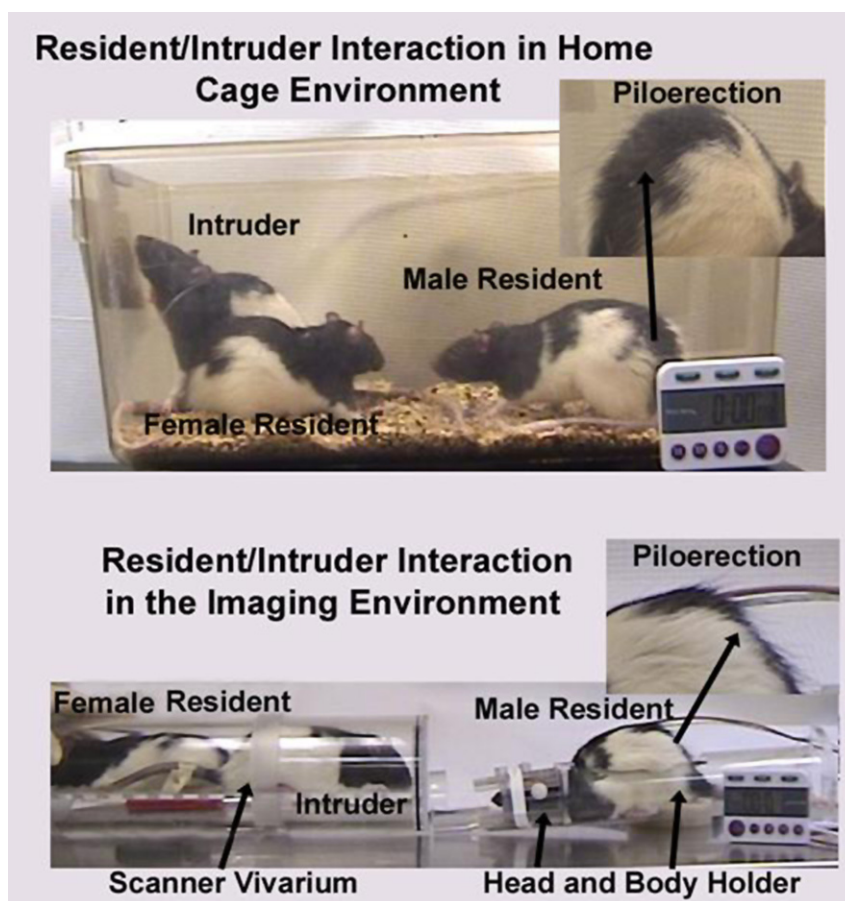 Resident/Intruder Interaction in Home
Cage Environment
Piloerection
Intruder
Male Resident
Female Resident
Resident/Intruder Interaction
in the Imaging Environment
Piloerection
Female Resident
Male Resident
Intruder
Scanner Vivarium
Head and Body Holder